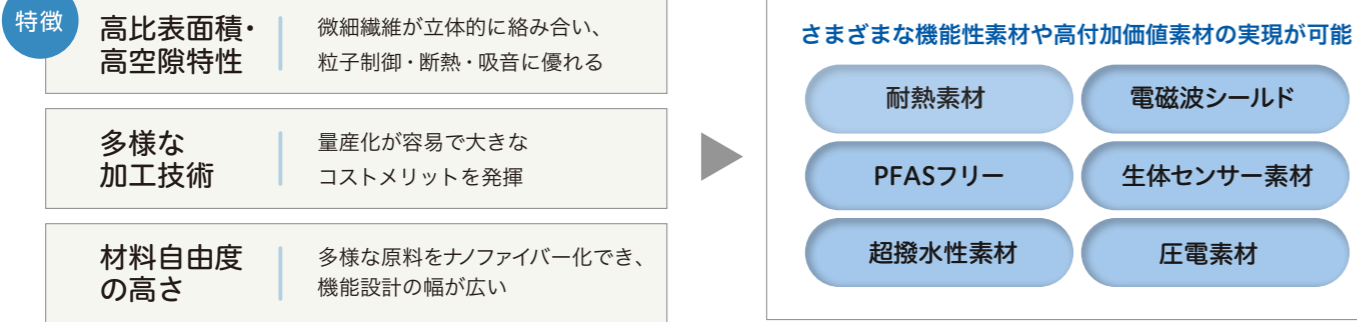 特徴
高比表面積・
高空隙特性
微細繊維が立体的に絡み合い、
粒子制御・断熱・吸音に優れる
多様な
加工技術
量産化が容易で大きな
コストメリットを発揮
材料自由度
の高さ
多様な原料をナノファイバー化でき、
機能設計の幅が広い
さまざまな機能性素材や高付加価値素材の実現が可能
耐熱素材
電磁波シールド
PFASフリー
生体センサー素材
超撥水性素材
圧電素材